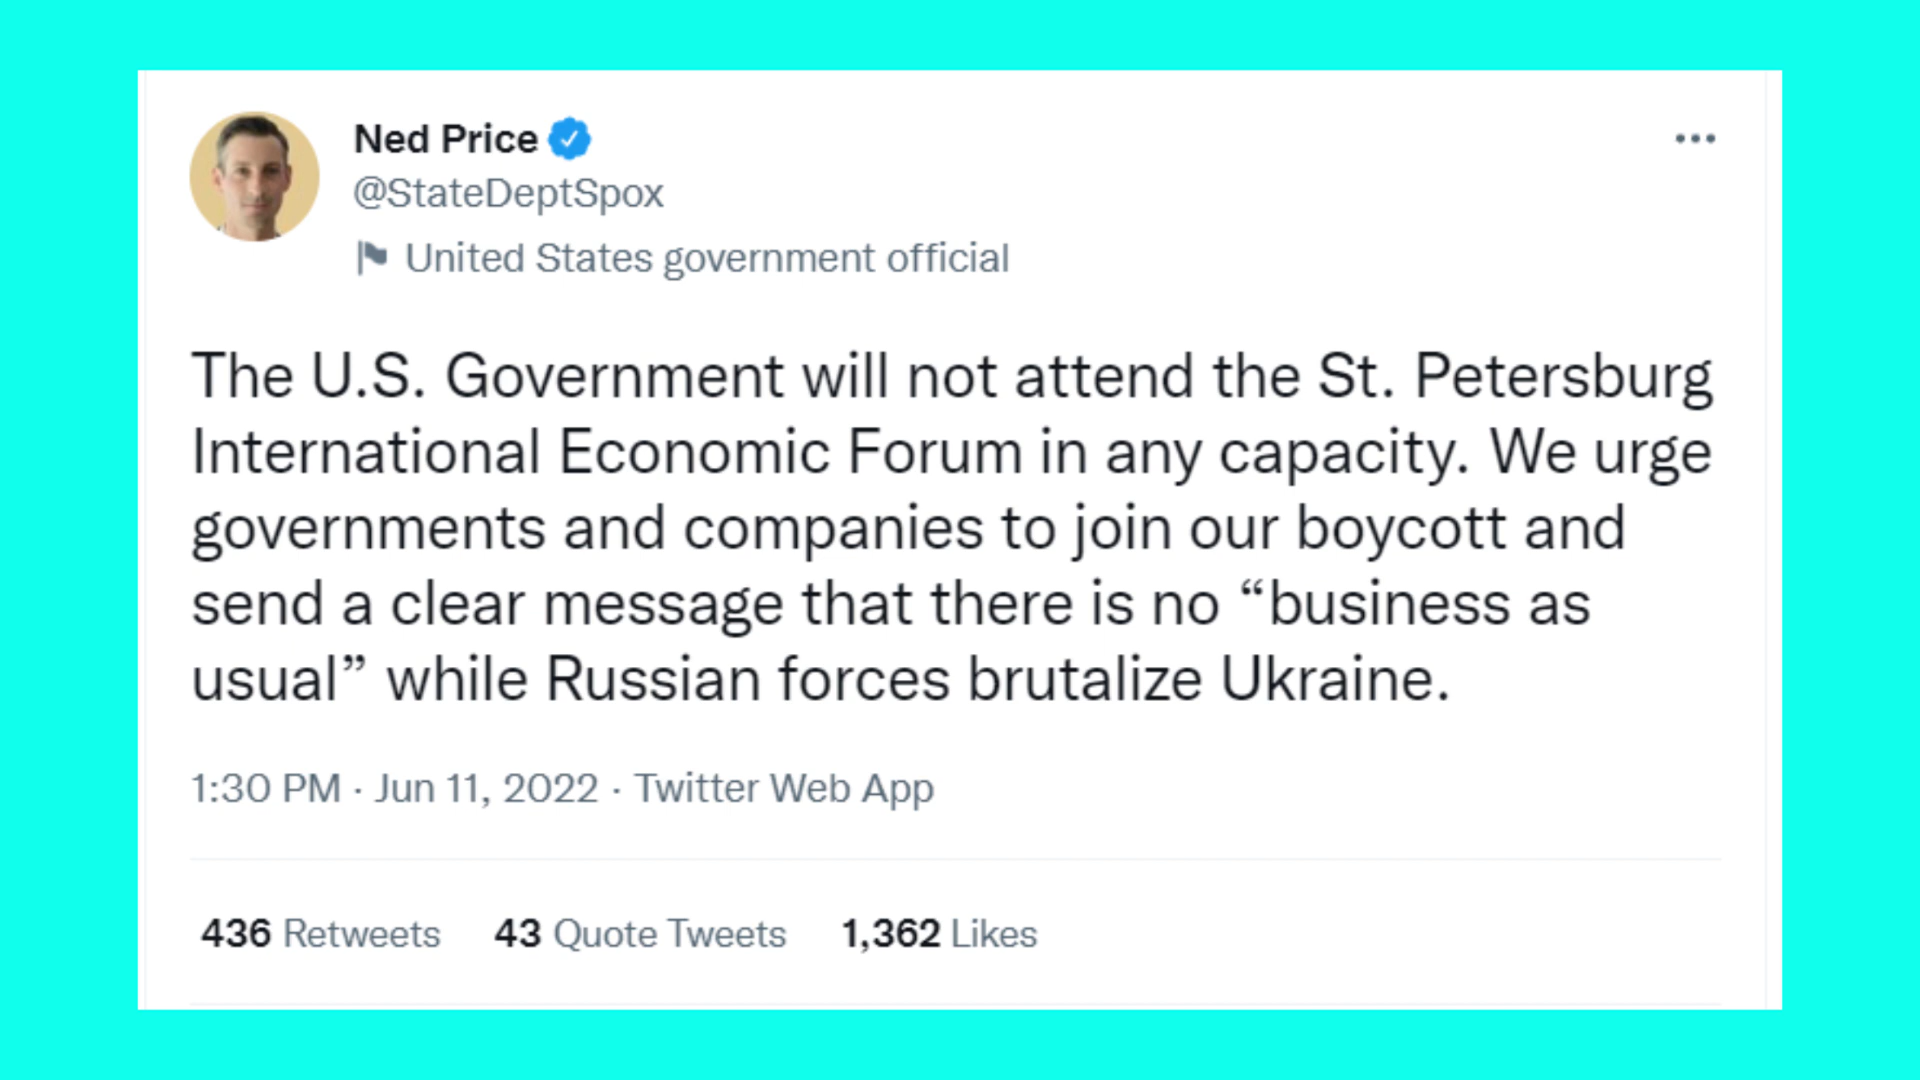 Ned Price
@StateDeptSpox
United States government official
The U.S. Government will not attend the St. Petersburg
International Economic Forum in any capacity. We urge
governments and companies to join our boycott and
send a clear message that there is no “business as
usual” while Russian forces brutalize Ukraine.
1:30 PM · Jun 11, 2022 · Twitter Web App
436 Retweets 43 Quote Tweets 1,362 Likes